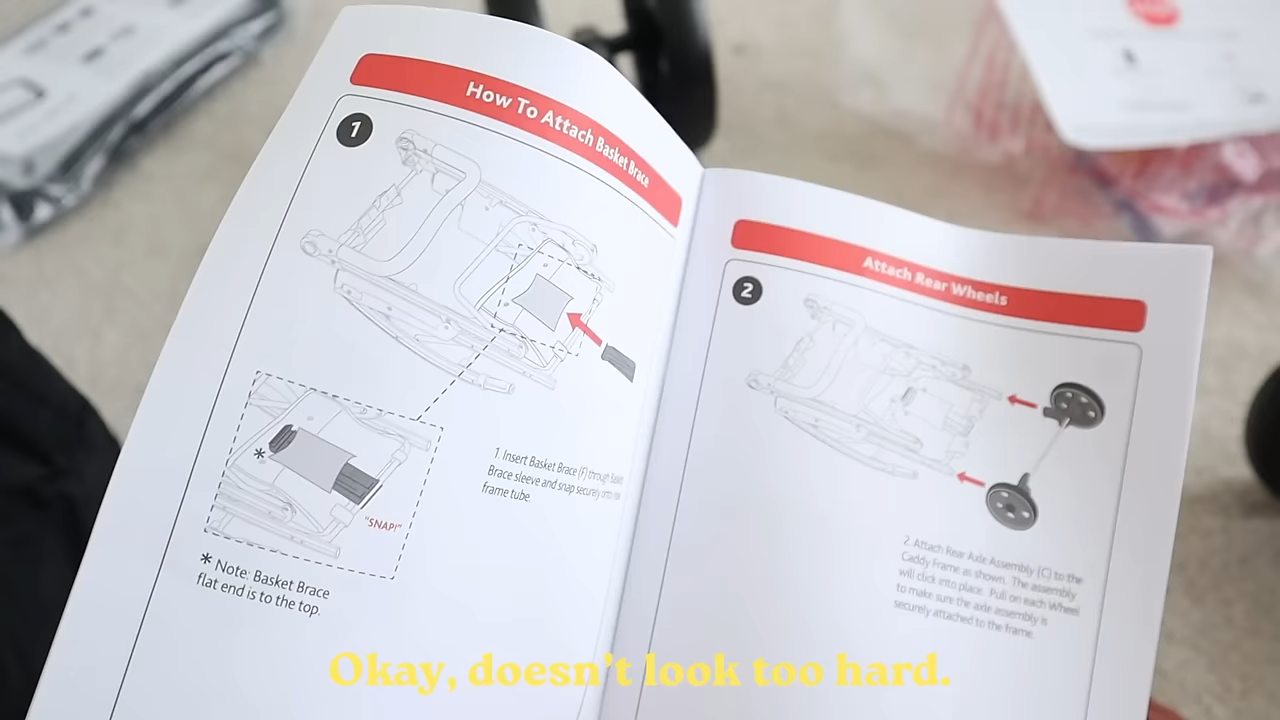 How To Attach Basket Brace
1
1. Insert Basket Brace (F) through Basket
Brace sleeve and snap securely onto
frame tube.
*
"SNAP!"
* Note: Basket Brace
flat end is to the top.
Attach Rear Wheels
2
2. Attach Rear Axle Assembly (C) to the
Caddy Frame as shown. The assembly
will click into place. Pull on each Wheel
to make sure the axle assembly is
securely attached to the frame.
Okay, doesn't look too hard.